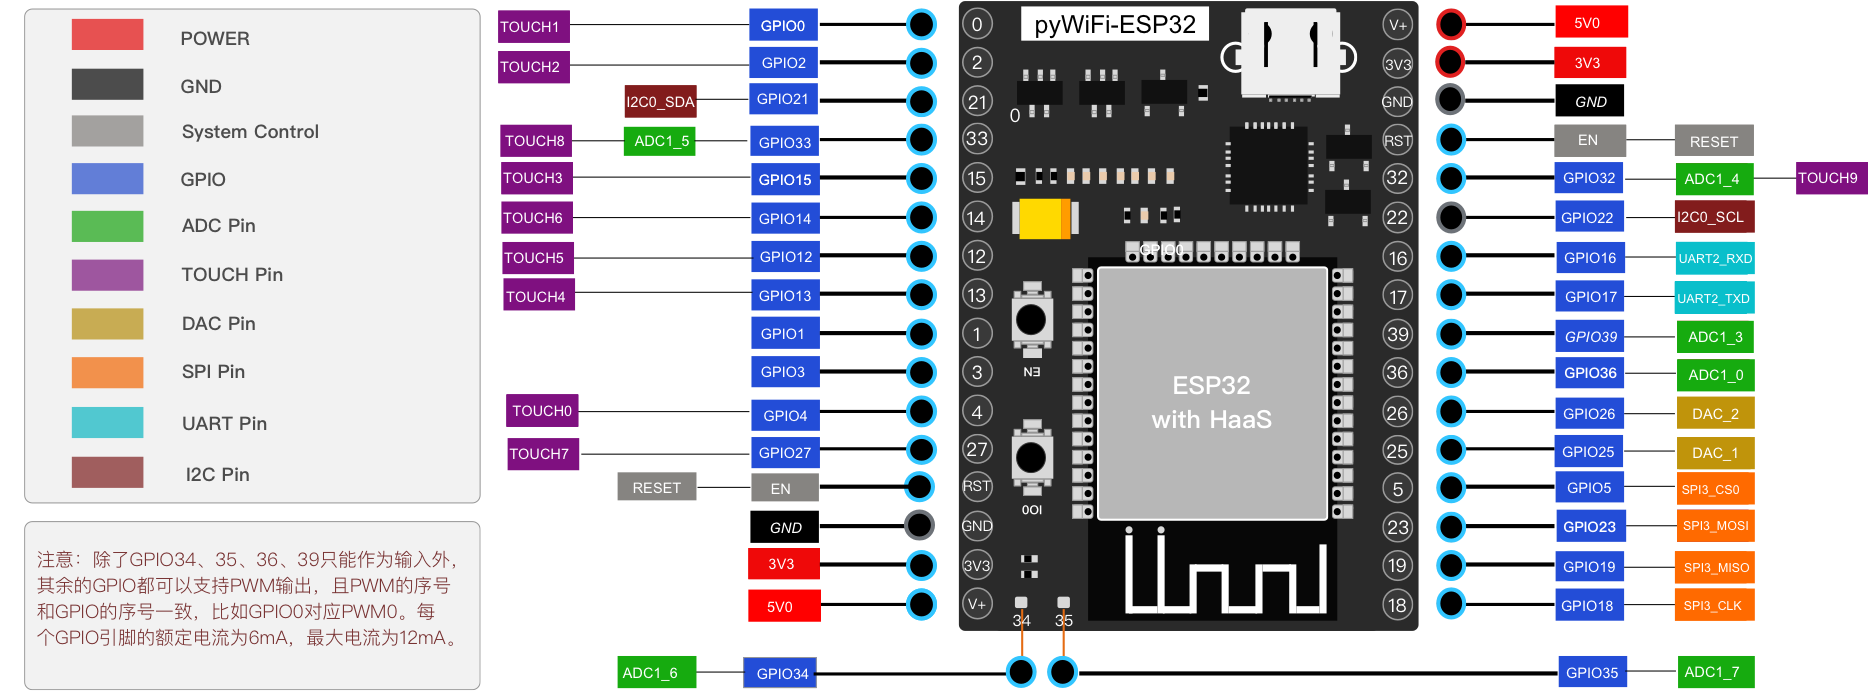 POWER
GND
System Control
GPIO
ADC Pin
TOUCH Pin
DAC Pin
SPI Pin
UART Pin
I2C Pin
注意：除了GPIO34、35、36、39只能作为输入外，
其余的GPIO都可以支持PWM输出，且PWM的序号
和GPIO的序号一致，比如GPIO0对应PWM0。每
个GPIO引脚的额定电流为6mA，最大电流为12mA。
pyWiFi-ESP32
TOUCH1 GPIO0 0 V+ 5V0
TOUCH2 GPIO2 2 3V3 3V3
I2C0_SDA GPIO21 21 GND GND
0
TOUCH8 ADC1_5 GPIO33 33 RST EN RESET
TOUCH3 GPIO15 15 32 GPIO32 ADC1_4 TOUCH9
TOUCH6 GPIO14 14 22 GPIO22 I2C0_SCL
GPIO0
TOUCH5 GPIO12 12 16 GPIO16 UART2_RXD
TOUCH4 GPIO13 13 17 GPIO17 UART2_TXD
GPIO1 1 39 GPIO39 ADC1_3
GPIO3 3 EN 36 GPIO36 ADC1_0
ESP32
with HaaS
TOUCH0 GPIO4 4 26 GPIO26 DAC_2
TOUCH7 GPIO27 27 25 GPIO25 DAC_1
RESET EN RST 5 GPIO5 SPI3_CS0
IO0
GND GND 23 GPIO23 SPI3_MOSI
3V3 3V3 19 GPIO19 SPI3_MISO
5V0 V+ 18 GPIO18 SPI3_CLK
34 35
ADC1_6 GPIO34 GPIO35 ADC1_7